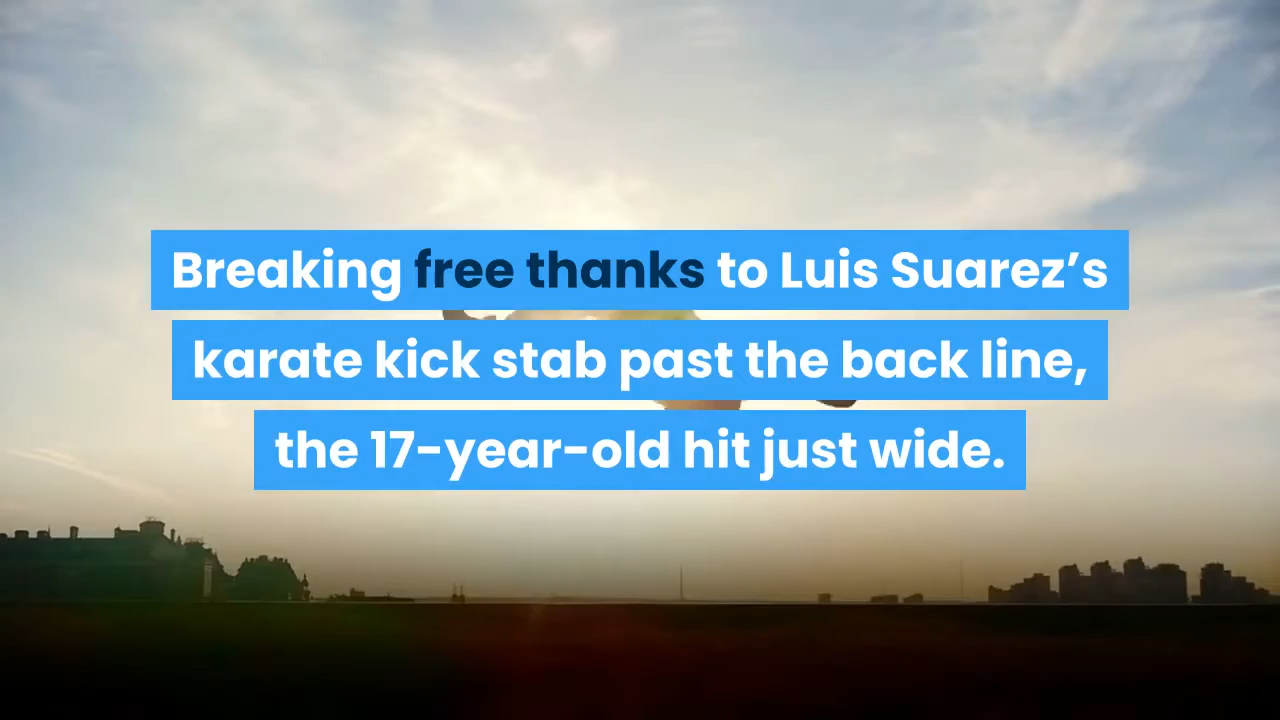 Breaking free thanks to Luis Suarez’s
karate kick stab past the back line,
the 17-year-old hit just wide.